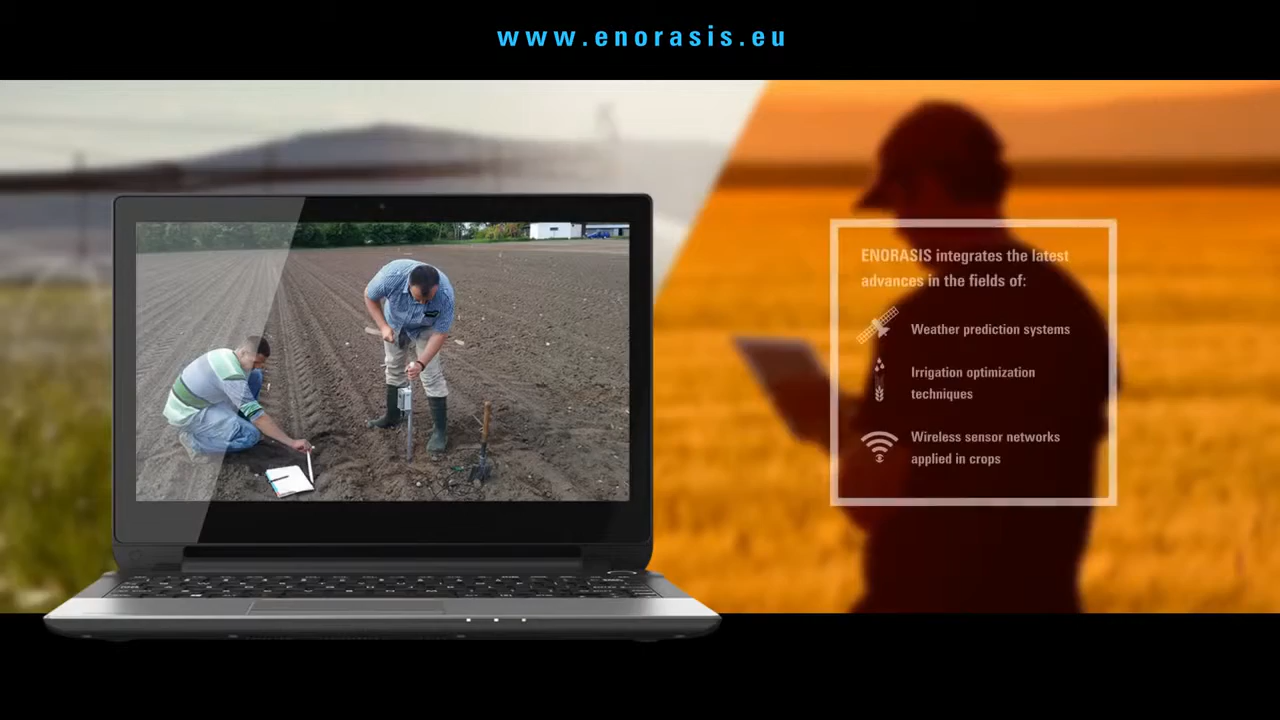 www.enorasis.eu
ENORASIS integrates the latest
advances in the fields of:
Weather prediction systems
Irrigation optimization
techniques
Wireless sensor networks
applied in crops